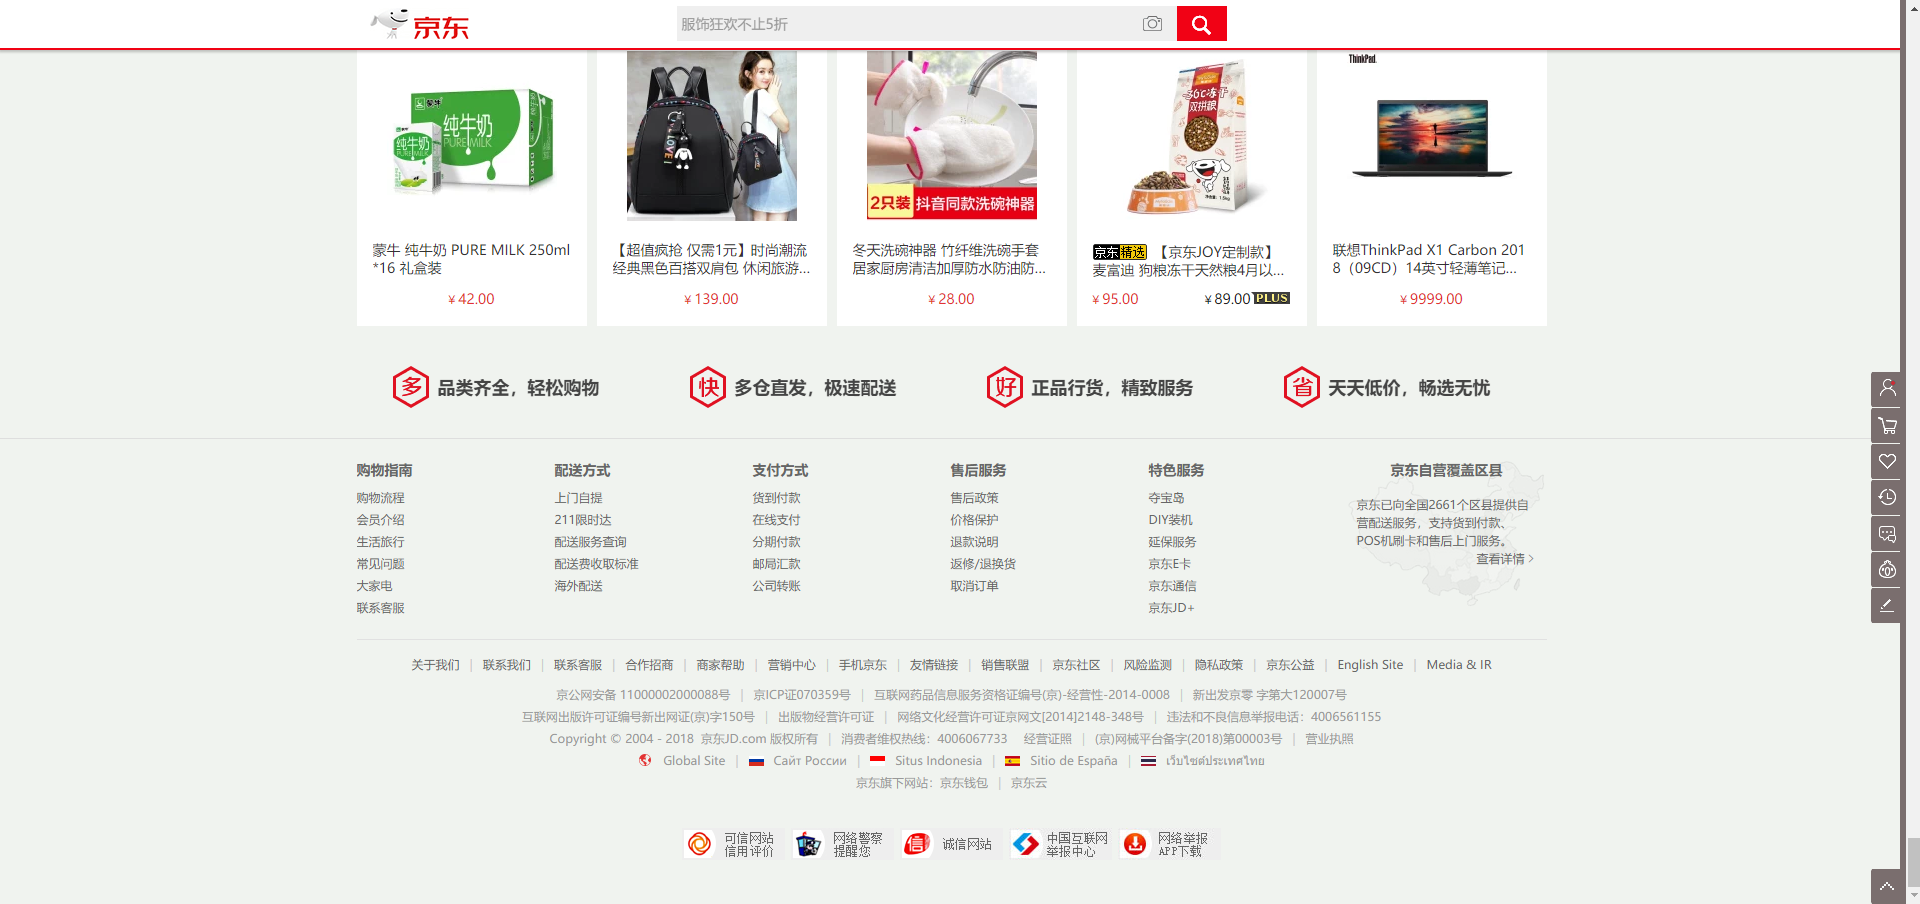 京东
服饰狂欢不止5折
蒙牛
纯牛奶
PURE MILK
纯牛奶
PURE MILK
LOVE
2只装 抖音同款洗碗神器
双拼粮
ThinkPad.
蒙牛 纯牛奶 PURE MILK 250ml
*16 礼盒装
¥ 42.00
【超值疯抢 仅需1元】时尚潮流
经典黑色百搭双肩包 休闲旅游...
¥ 139.00
冬天洗碗神器 竹纤维洗碗手套
居家厨房清洁加厚防水防油防...
¥ 28.00
京东精选 【京东JOY定制款】
麦富迪 狗粮冻干天然粮4月以...
¥ 95.00 ¥ 89.00 PLUS
联想ThinkPad X1 Carbon 201
8（09CD）14英寸轻薄笔记...
¥ 9999.00
多 品类齐全，轻松购物
快 多仓直发，极速配送
好 正品行货，精致服务
省 天天低价，畅选无忧
购物指南
购物流程
会员介绍
生活旅行
常见问题
大家电
联系客服
配送方式
上门自提
211限时达
配送服务查询
配送费收取标准
海外配送
支付方式
货到付款
在线支付
分期付款
邮局汇款
公司转账
售后服务
售后政策
价格保护
退款说明
返修/退换货
取消订单
特色服务
夺宝岛
DIY装机
延保服务
京东E卡
京东通信
京东JD+
京东自营覆盖区县
京东已向全国2661个区县提供自
营配送服务，支持货到付款、
POS机刷卡和售后上门服务。
查看详情 >
关于我们 | 联系我们 | 联系客服 | 合作招商 | 商家帮助 | 营销中心 | 手机京东 | 友情链接 | 销售联盟 | 京东社区 | 风险监测 | 隐私政策 | 京东公益 | English Site | Media & IR
京公网安备 11000002000088号 | 京ICP证070359号 | 互联网药品信息服务资格证编号(京)-经营性-2014-0008 | 新出发京零 字第大120007号
互联网出版许可证编号新出网证(京)字150号 | 出版物经营许可证 | 网络文化经营许可证京网文[2014]2148-348号 | 违法和不良信息举报电话：4006561155
Copyright © 2004 - 2018 京东JD.com 版权所有 | 消费者维权热线：4006067733 经营证照 | (京)网械平台备字(2018)第00003号 | 营业执照
Global Site | Сайт России | Situs Indonesia | Sitio de España | เว็บไซต์ประเทศไทย
京东旗下网站：京东钱包 | 京东云
可信网站
信用评价
网络警察
提醒您
信 诚信网站
中国互联网
举报中心
网络举报
APP下载